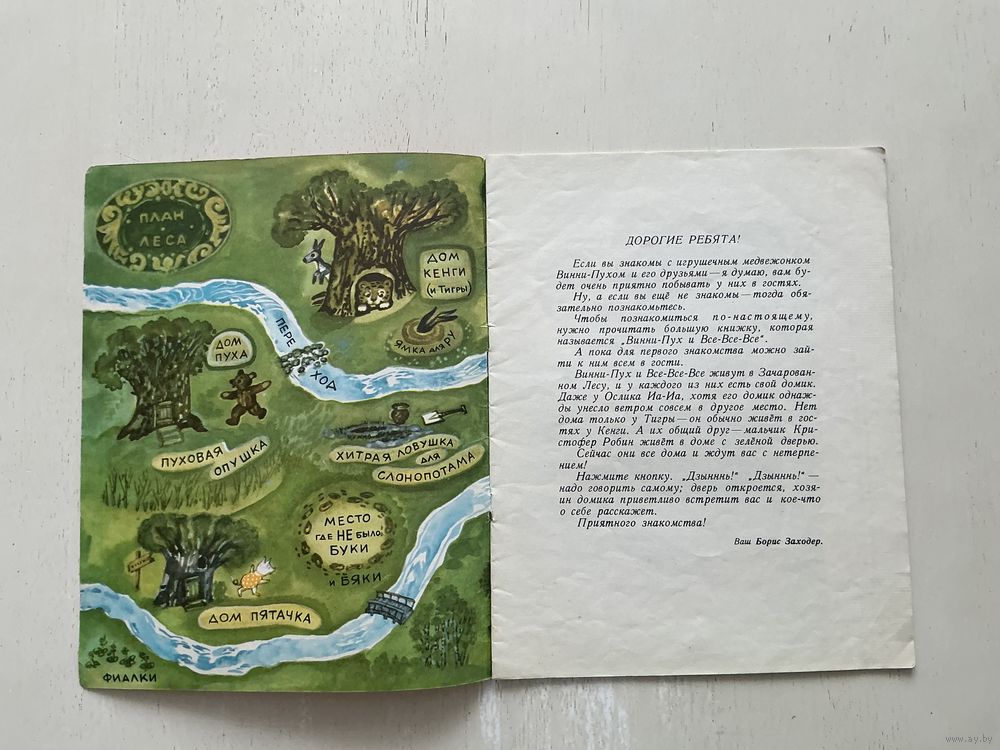 ПЛАН
ЛЕСА
ДОМ
КЕНГИ
(и ТИГРЫ)
ЯМКА ДЛЯ РУ
ПЕРЕ
ХОД
ДОМ
ПУХА
ПУХОВАЯ
ОПУШКА
ХИТРАЯ ЛОВУШКА
ДЛЯ
СЛОНОПОТАМА
МЕСТО
ГДЕ НЕ БЫЛО
БУКИ
и БЯКИ
ДОМ ПЯТАЧКА
ФИАЛКИ
ДОРОГИЕ РЕБЯТА!
Если вы знакомы с игрушечным медвежонком
Винни-Пухом и его друзьями — я думаю, вам бу-
дет очень приятно побывать у них в гостях.
Ну, а если вы ещё не знакомы — тогда обя-
зательно познакомьтесь.
Чтобы познакомиться по-настоящему,
нужно прочитать большую книжку, которая
называется „Винни-Пух и Все-Все-Все“.
А пока для первого знакомства можно зай-
ти к ним всем в гости.
Винни-Пух и Все-Все-Все живут в Зачарован-
ном Лесу, и у каждого из них есть свой домик.
Даже у Ослика Иа-Иа, хотя его домик однаж-
ды унесло ветром совсем в другое место. Нет
дома только у Тигры — он обычно живёт в гос-
тях у Кенги. А их общий друг — мальчик Кри-
стофер Робин живёт в доме с зелёной дверью.
Сейчас они все дома и ждут вас с нетерпе-
нием!
Нажмите кнопку. „Дзынннь!“ „Дзынннь!“ —
надо говорить самому; дверь откроется, хозя-
ин домика приветливо встретит вас и кое-что
о себе расскажет.
Приятного знакомства!
Ваш Борис Заходер.
www.ay.by